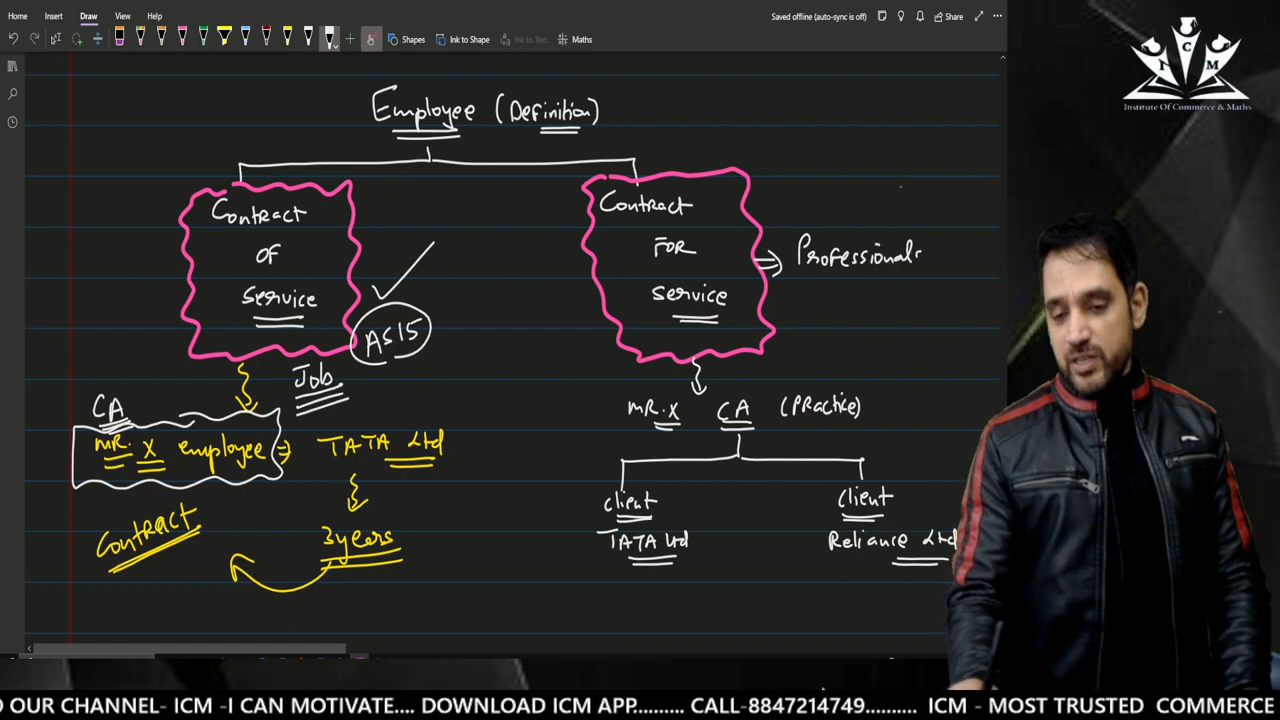 Home Insert Draw View Help
Saved offline (auto-sync is off)
Share
Shapes Ink to Shape Ink to Text Maths
ICM
Institute Of Commerce & Maths
Employee (Definition)
Contract
OF
Service
Contract
FOR
Service
Professionals
AS15
Job
CA
MR. X employee ⇒ TATA Ltd
3 years
Contract
MR. X CA (Practice)
Client
TATA Ltd
Client
Reliance Ltd
O OUR CHANNEL- ICM -I CAN MOTIVATE.... DOWNLOAD ICM APP......... CALL-8847214749......... ICM - MOST TRUSTED COMMERCE